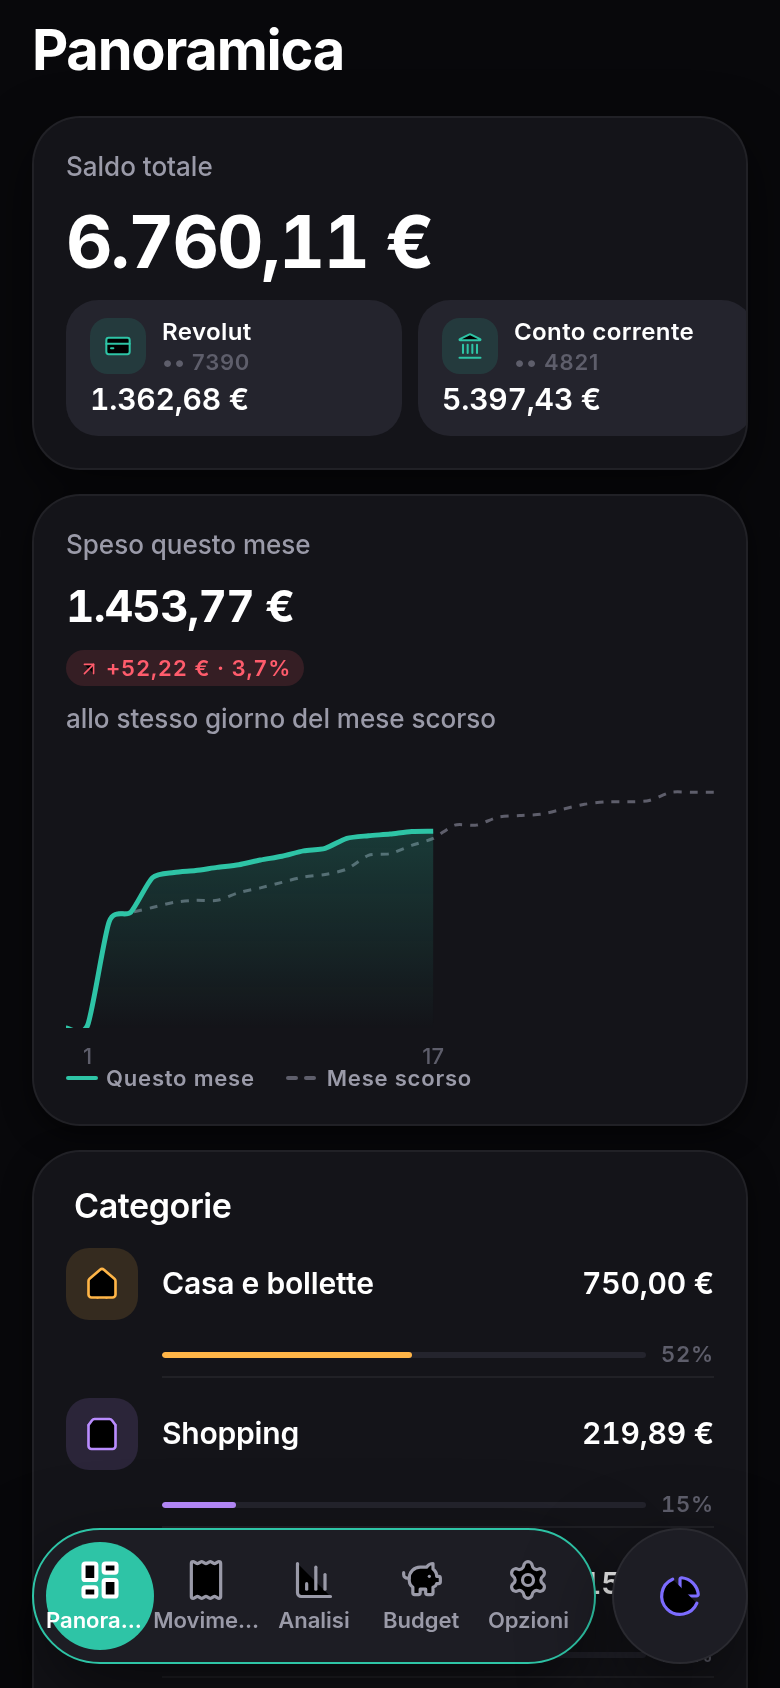 Panoramica
Saldo totale
6.760,11 €
Revolut
•• 7390
1.362,68 €
Conto corrente
•• 4821
5.397,43 €
Speso questo mese
1.453,77 €
+52,22 € · 3,7%
allo stesso giorno del mese scorso
1 17
Questo mese Mese scorso
Categorie
Casa e bollette 750,00 €
52%
Shopping 219,89 €
15%
Panora... Movime... Analisi Budget Opzioni